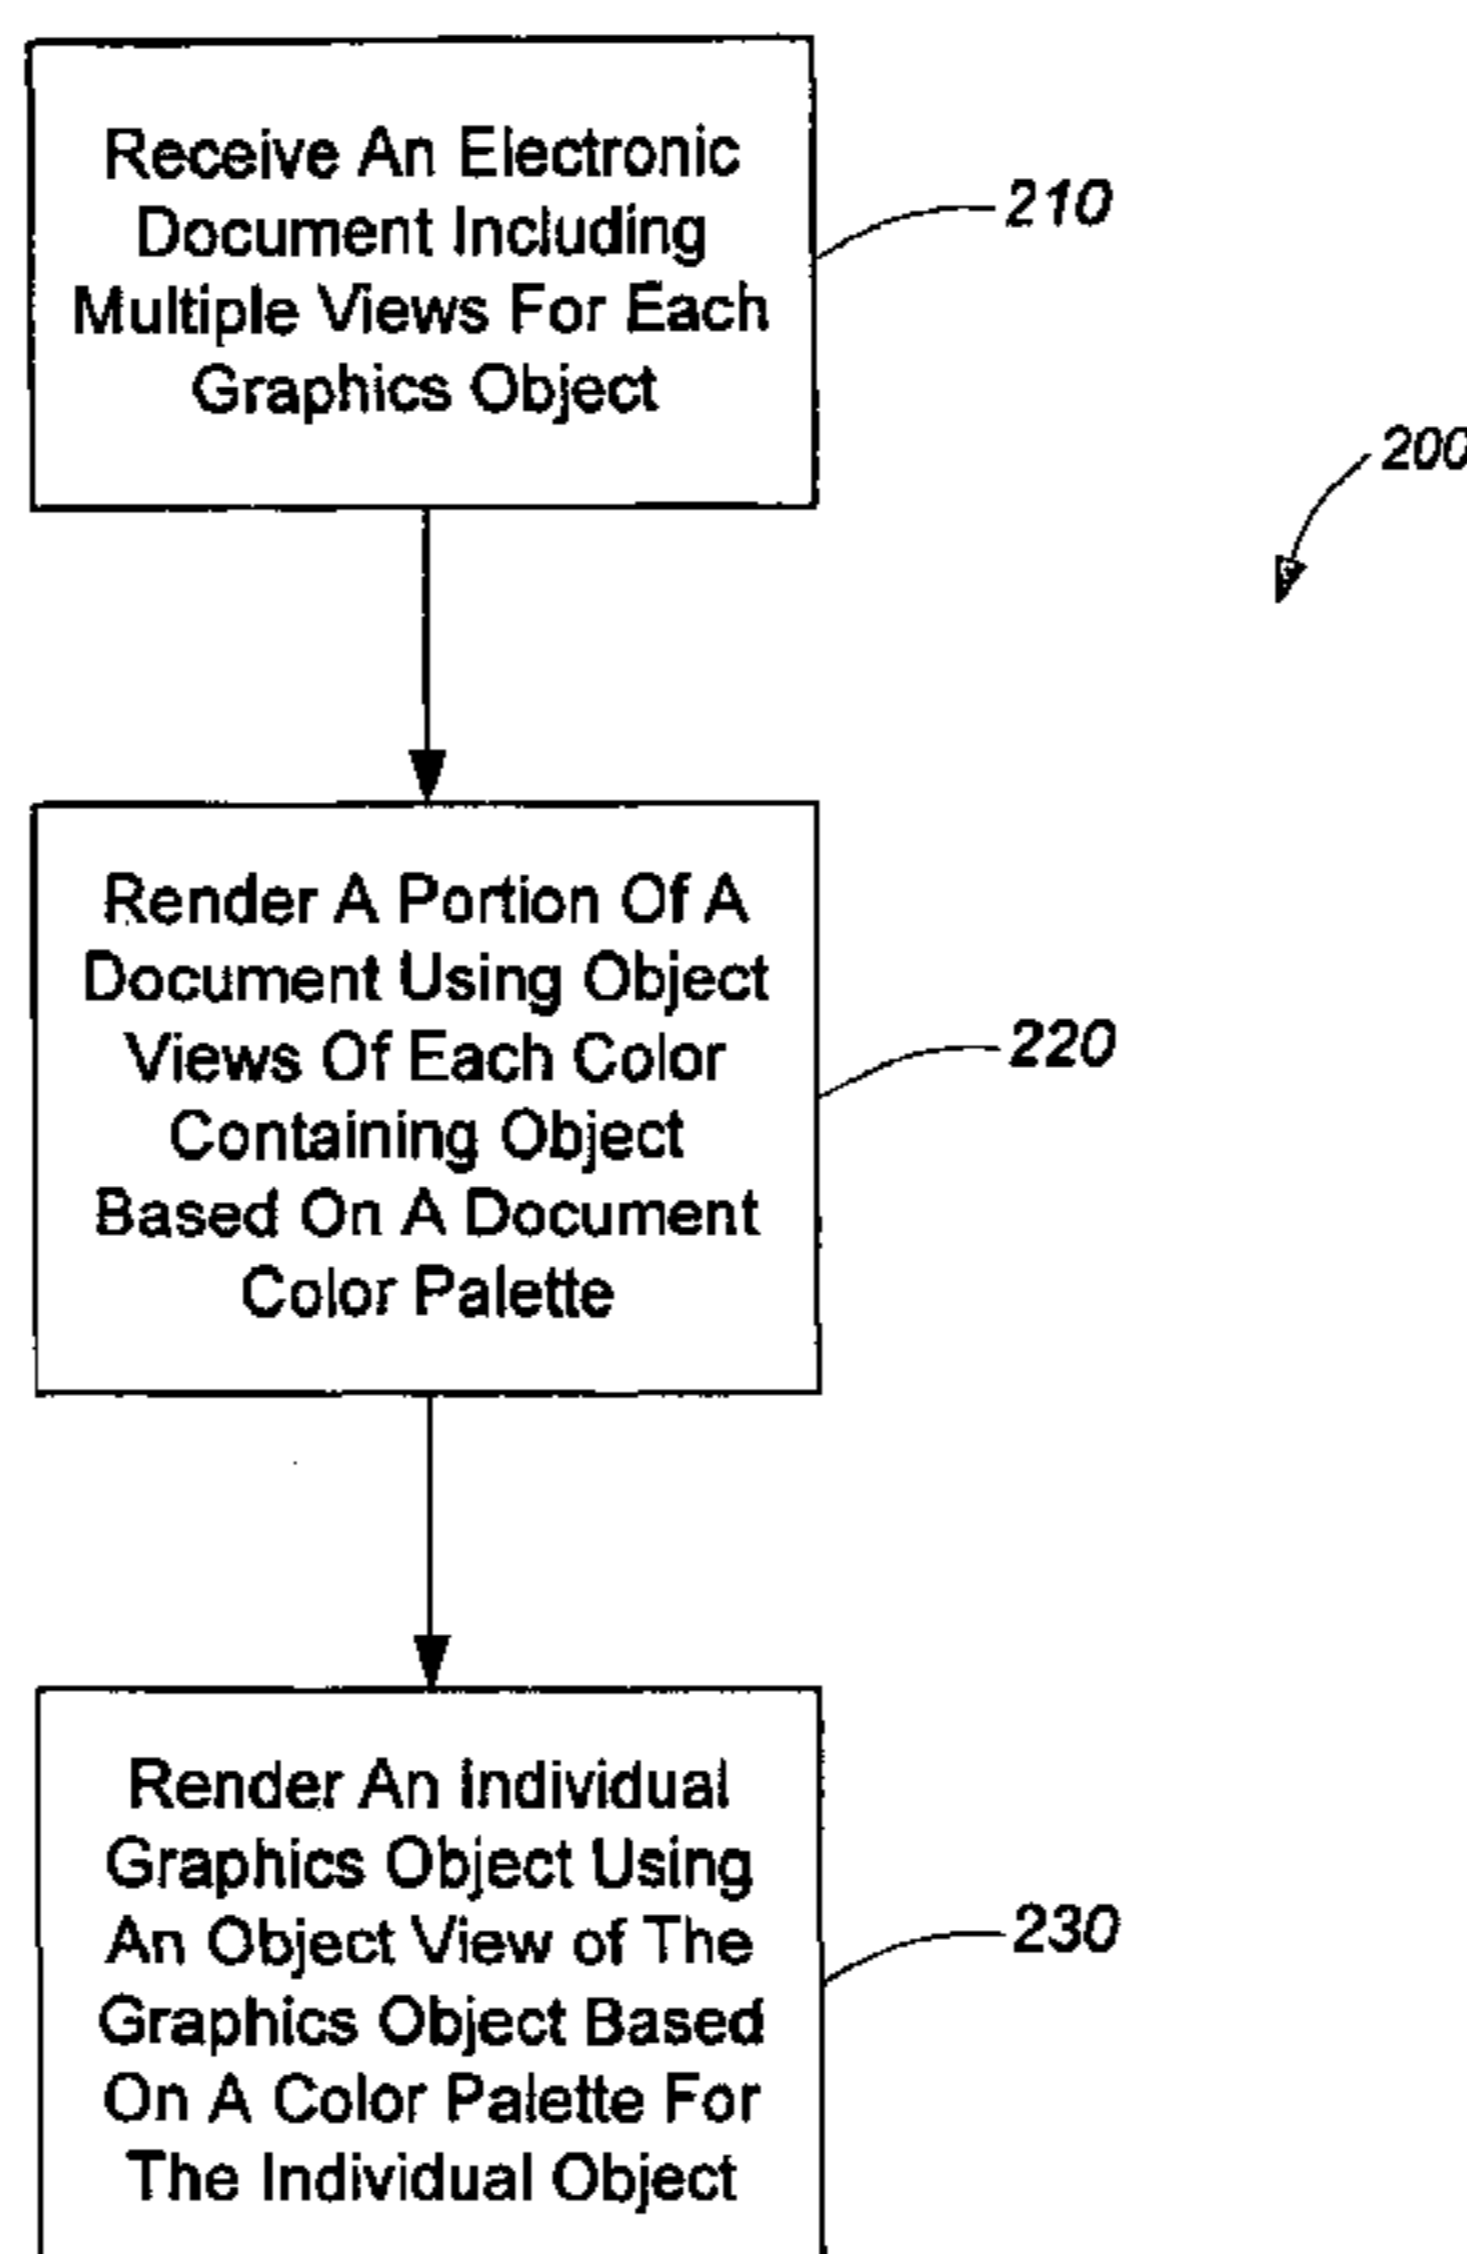 Receive An Electronic
Document Including
Multiple Views For Each
Graphics Object
210
200
Render A Portion Of A
Document Using Object
Views Of Each Color
Containing Object
Based On A Document
Color Palette
220
Render An Individual
Graphics Object Using
An Object View of The
Graphics Object Based
On A Color Palette For
The Individual Object
230